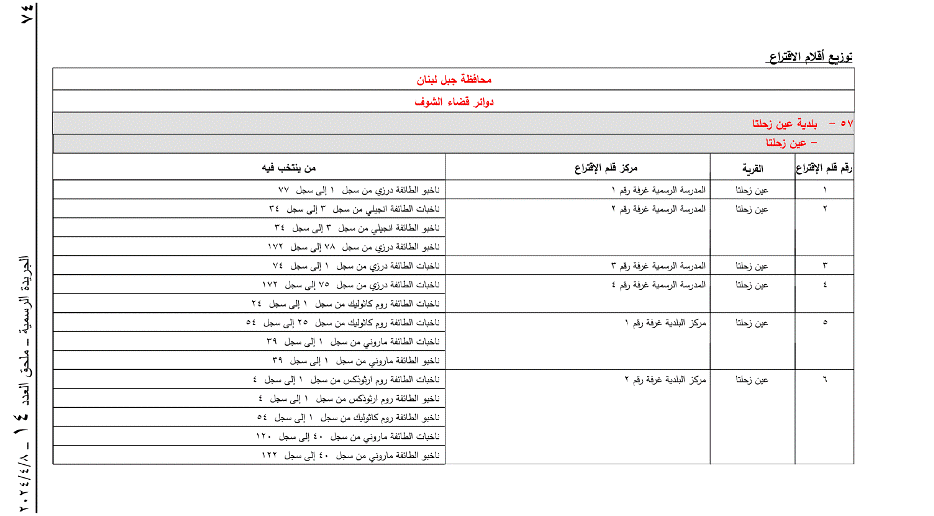 ٧٤
توزيع أقلام الاقتراع
محافظة جبل لبنان
دوائر قضاء الشوف
٥٧ - بلدية عين زحلتا
- عين زحلتا
رقم قلم الإقتراع القرية مركز قلم الإقتراع من ينتخب فيه
١ عين زحلتا المدرسة الرسمية غرفة رقم ١ ناخبو الطائفة درزي من سجل ١ إلى سجل ٧٧
٢ عين زحلتا المدرسة الرسمية غرفة رقم ٢ ناخبات الطائفة انجيلي من سجل ٣ إلى سجل ٣٤
ناخبو الطائفة انجيلي من سجل ٣ إلى سجل ٣٤
ناخبو الطائفة درزي من سجل ٧٨ إلى سجل ١٧٢
٣ عين زحلتا المدرسة الرسمية غرفة رقم ٣ ناخبات الطائفة درزي من سجل ١ إلى سجل ٧٤
٤ عين زحلتا المدرسة الرسمية غرفة رقم ٤ ناخبات الطائفة درزي من سجل ٧٥ إلى سجل ١٧٢
ناخبات الطائفة روم كاثوليك من سجل ١ إلى سجل ٢٤
٥ عين زحلتا مركز البلدية غرفة رقم ١ ناخبات الطائفة روم كاثوليك من سجل ٢٥ إلى سجل ٥٤
ناخبات الطائفة ماروني من سجل ١ إلى سجل ٣٩
ناخبو الطائفة ماروني من سجل ١ إلى سجل ٣٩
٦ عين زحلتا مركز البلدية غرفة رقم ٢ ناخبات الطائفة روم ارثوذكس من سجل ١ إلى سجل ٤
ناخبو الطائفة روم ارثوذكس من سجل ١ إلى سجل ٤
ناخبو الطائفة روم كاثوليك من سجل ١ إلى سجل ٥٤
ناخبات الطائفة ماروني من سجل ٤٠ إلى سجل ١٢٠
ناخبو الطائفة ماروني من سجل ٤٠ إلى سجل ١٢٢
الجريدة الرسمية – ملحق العدد ١٤ – ٢٠٢٤/٤/٨